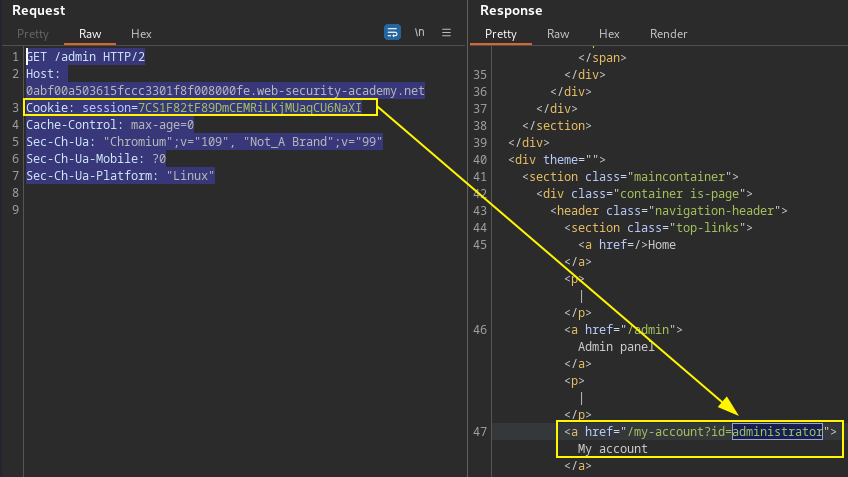 Request
Pretty Raw Hex
\n
1 GET /admin HTTP/2
2 Host:
0abf00a503615fccc3301f8f008000fe.web-security-academy.net
3 Cookie: session=7CS1F82tF89DmCEMRiLKjMUaqCU6NaXI
4 Cache-Control: max-age=0
5 Sec-Ch-Ua: "Chromium";v="109", "Not_A Brand";v="99"
6 Sec-Ch-Ua-Mobile: ?0
7 Sec-Ch-Ua-Platform: "Linux"
8
9
Response
Pretty Raw Hex Render
</span>
35 </div>
36 </div>
37 </div>
38 </section>
39 </div>
40 <div theme="">
41 <section class="maincontainer">
42 <div class="container is-page">
43 <header class="navigation-header">
44 <section class="top-links">
45 <a href=/>Home
</a>
<p>
|
</p>
46 <a href="/admin">
Admin panel
</a>
<p>
|
</p>
47 <a href="/my-account?id=administrator">
My account
</a>